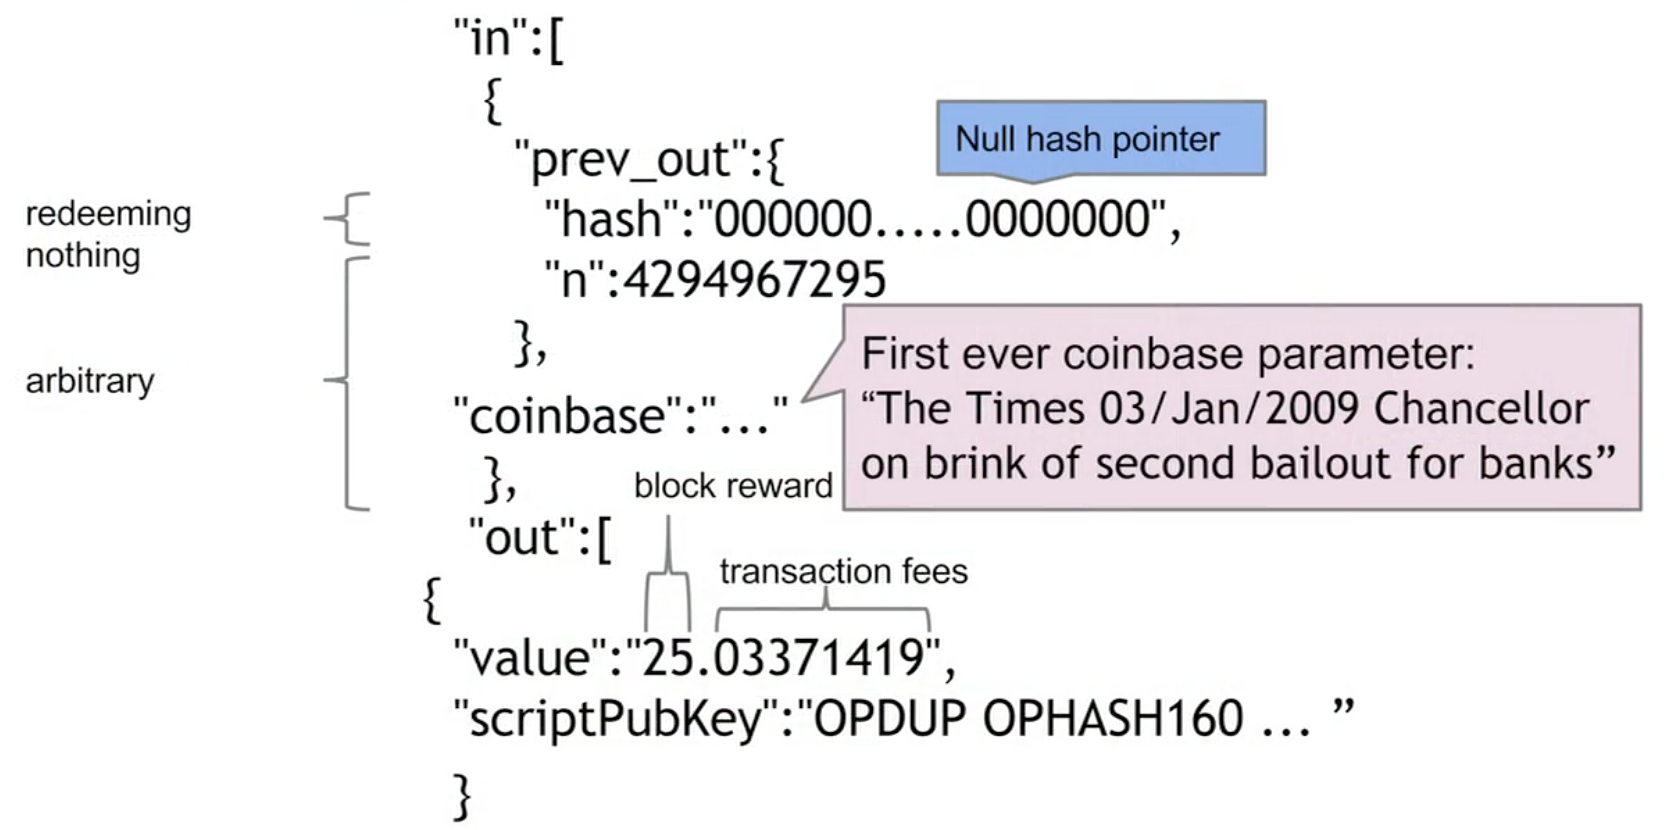 "in":[
{
"prev_out":{
Null hash pointer
redeeming
nothing
"hash":"000000.....0000000",
"n":4294967295
},
arbitrary
"coinbase":"..."
First ever coinbase parameter:
“The Times 03/Jan/2009 Chancellor
on brink of second bailout for banks”
},
block reward
"out":[
transaction fees
{
"value":"25.03371419",
"scriptPubKey":"OPDUP OPHASH160 ... ”
}